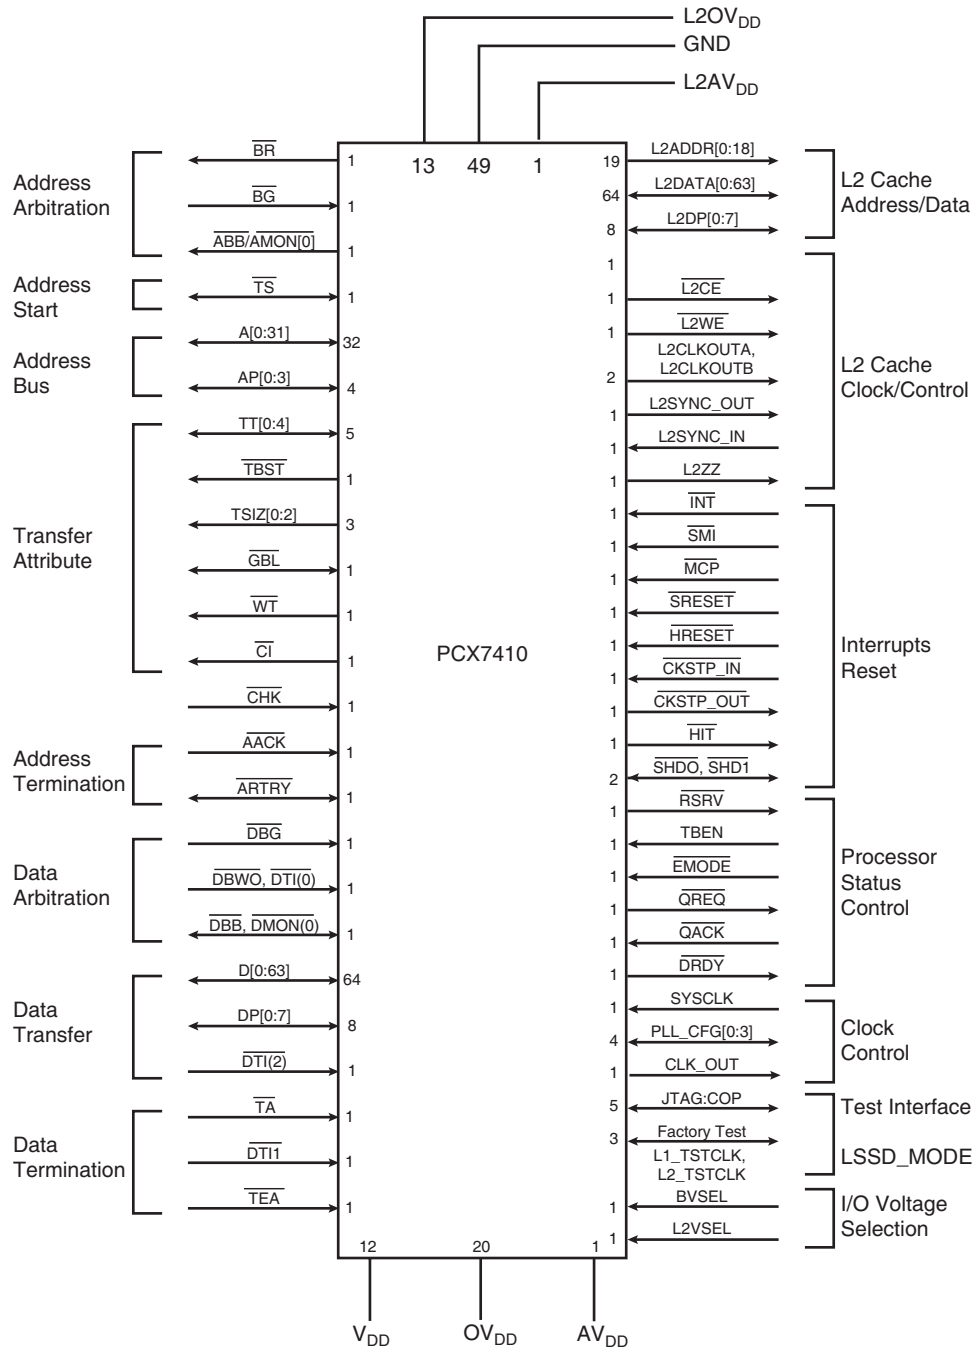 L2OVDD
GND
L2AVDD
13 49 1
Address
Arbitration
BR 1
BG 1
ABB/AMON[0] 1
Address
Start
TS 1
Address
Bus
A[0:31] 32
AP[0:3] 4
Transfer
Attribute
TT[0:4] 5
TBST 1
TSIZ[0:2] 3
GBL 1
WT 1
CI 1
CHK 1
Address
Termination
AACK 1
ARTRY 1
Data
Arbitration
DBG 1
DBWO, DTI(0) 1
DBB, DMON(0) 1
Data
Transfer
D[0:63] 64
DP[0:7] 8
DTI(2) 1
Data
Termination
TA 1
DTI1 1
TEA 1
PCX7410
19 L2ADDR[0:18]
64 L2DATA[0:63]
8 L2DP[0:7]
L2 Cache
Address/Data
1
1 L2CE
1 L2WE
L2CLKOUTA,
2 L2CLKOUTB
1 L2SYNC_OUT
1 L2SYNC_IN
1 L2ZZ
L2 Cache
Clock/Control
1 INT
1 SMI
1 MCP
1 SRESET
1 HRESET
1 CKSTP_IN
1 CKSTP_OUT
1 HIT
2 SHDO, SHD1
Interrupts
Reset
1 RSRV
1 TBEN
1 EMODE
1 QREQ
1 QACK
1 DRDY
Processor
Status
Control
1 SYSCLK
4 PLL_CFG[0:3]
1 CLK_OUT
Clock
Control
5 JTAG:COP
3 Factory Test
L1_TSTCLK,
L2_TSTCLK
Test Interface
LSSD_MODE
1 BVSEL
1 L2VSEL
I/O Voltage
Selection
12 20 1
VDD OVDD AVDD